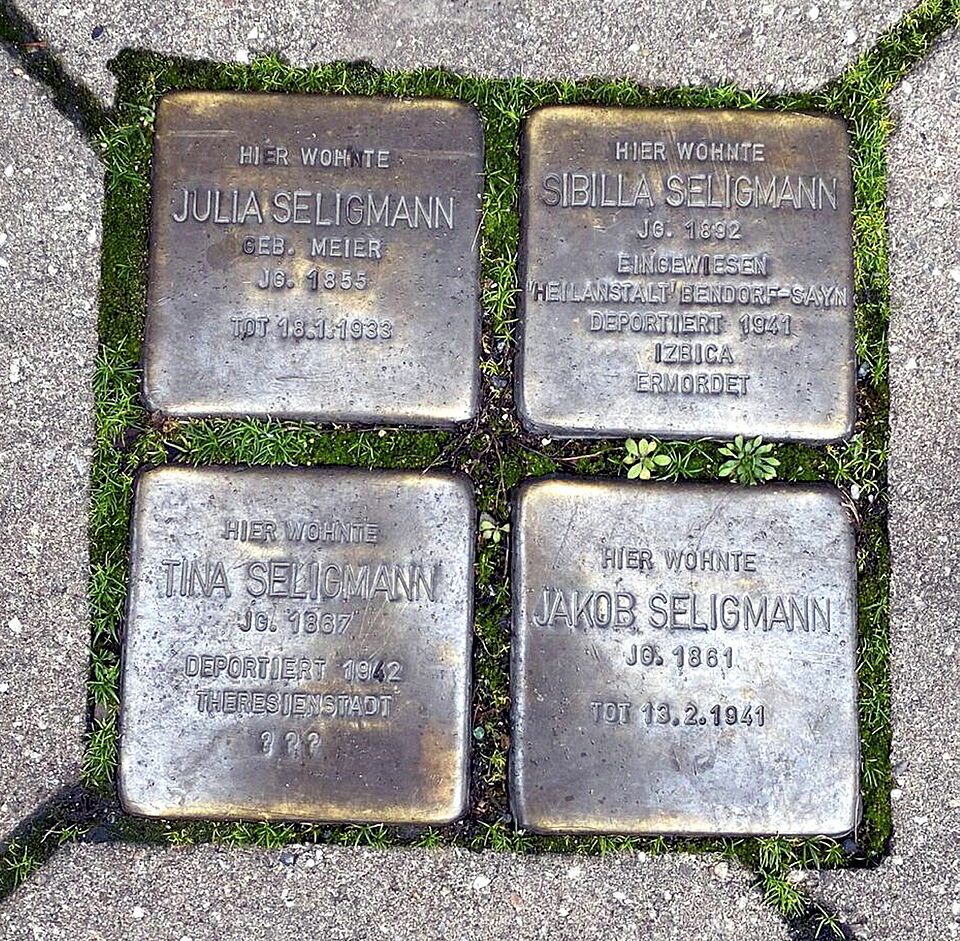 HIER WOHNTE
JULIA SELIGMANN
GEB. MEIER
JG. 1855
TOT 18.1.1933
HIER WOHNTE
SIBILLA SELIGMANN
JG. 1892
EINGEWIESEN
'HEILANSTALT' BENDORF-SAYN
DEPORTIERT 1941
IZBICA
ERMORDET
HIER WOHNTE
TINA SELIGMANN
JG. 1867
DEPORTIERT 1942
THERESIENSTADT
? ? ?
HIER WOHNTE
JAKOB SELIGMANN
JG. 1861
TOT 13.2.1941